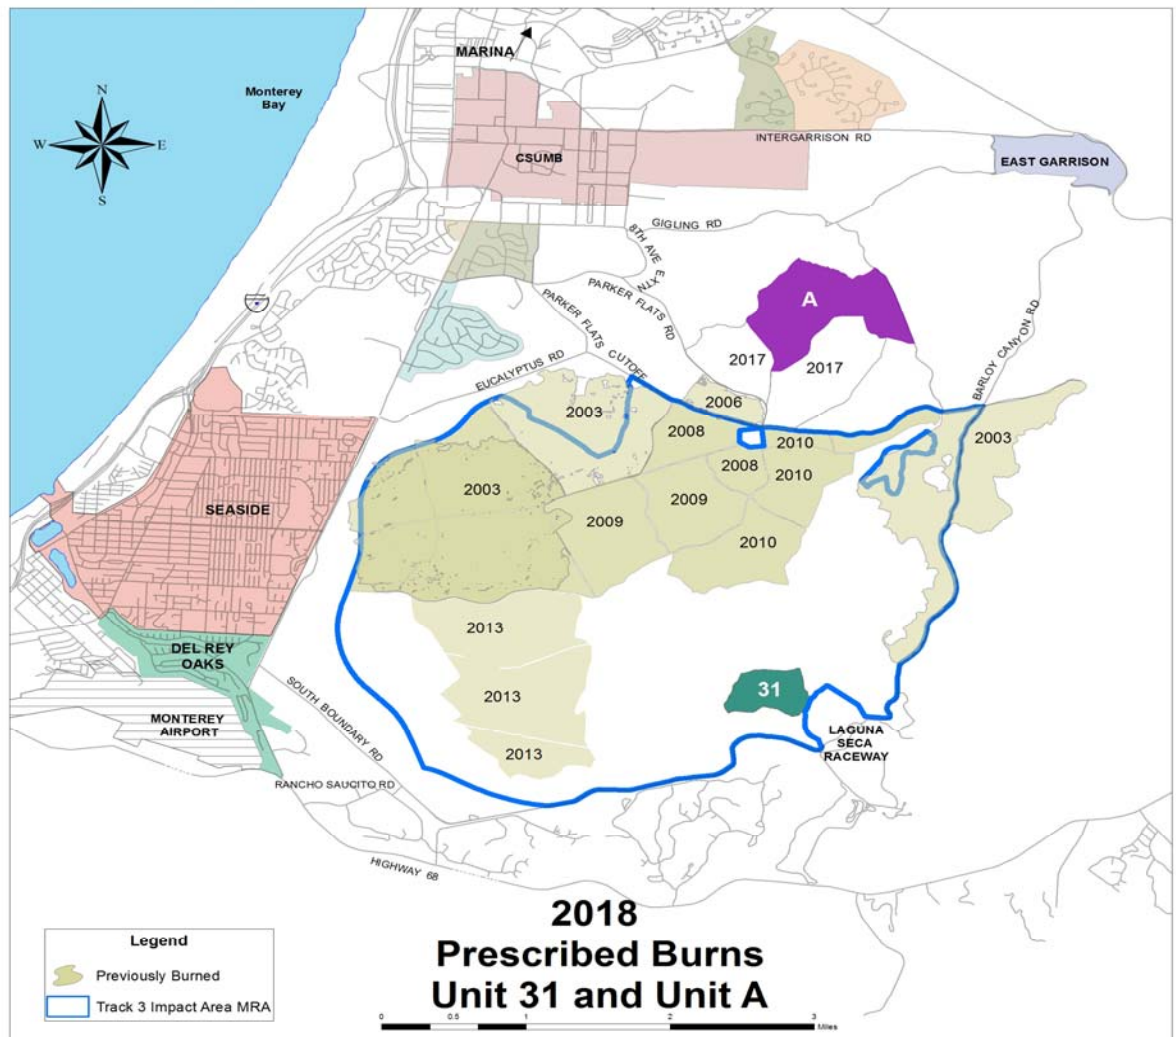 MARINA
N
W
E
S
Monterey
Bay
CSUMB
INTERGARRISON RD
EAST GARRISON
GIGLING RD
8TH AVE EXTN
PARKER FLATS RD
PARKER FLATS CUTOFF
EUCALYPTUS RD
BARLOY CANYON RD
A
2017
2017
2003
2006
2008
2010
2003
2003
2008
2010
2009
2009
2010
SEASIDE
2013
DEL REY
OAKS
2013
31
SOUTH BOUNDARY RD
MONTEREY
AIRPORT
2013
LAGUNA
SECA
RACEWAY
RANCHO SAUCITO RD
HIGHWAY 68
2018
Prescribed Burns
Unit 31 and Unit A
Legend
Previously Burned
Track 3 Impact Area MRA
0 0.5 1 2 3
Miles